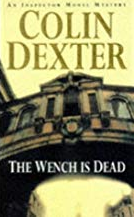 AN INSPECTOR MORSE MYSTERY
COLIN
DEXTER
THE WENCH IS DEAD